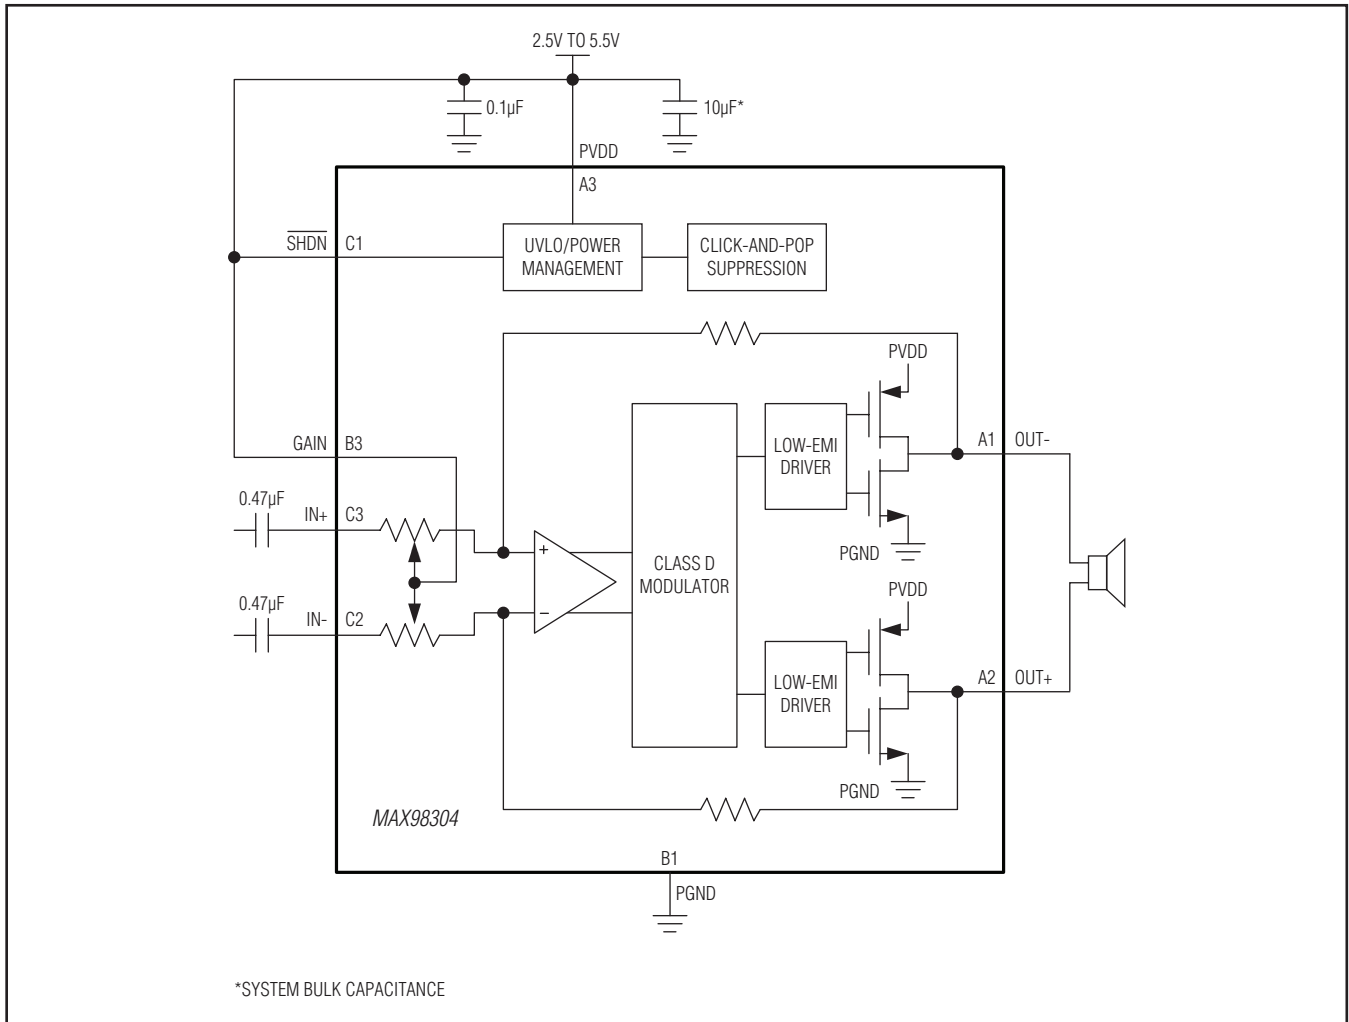 2.5V TO 5.5V
0.1µF
10µF*
PVDD
A3
SHDN C1
UVLO/POWER
MANAGEMENT
CLICK-AND-POP
SUPPRESSION
PVDD
GAIN B3
LOW-EMI
DRIVER
A1 OUT-
0.47µF
IN+ C3
+
PGND
CLASS D
MODULATOR
0.47µF
IN- C2
−
PVDD
LOW-EMI
DRIVER
A2 OUT+
PGND
MAX98304
B1
PGND
*SYSTEM BULK CAPACITANCE